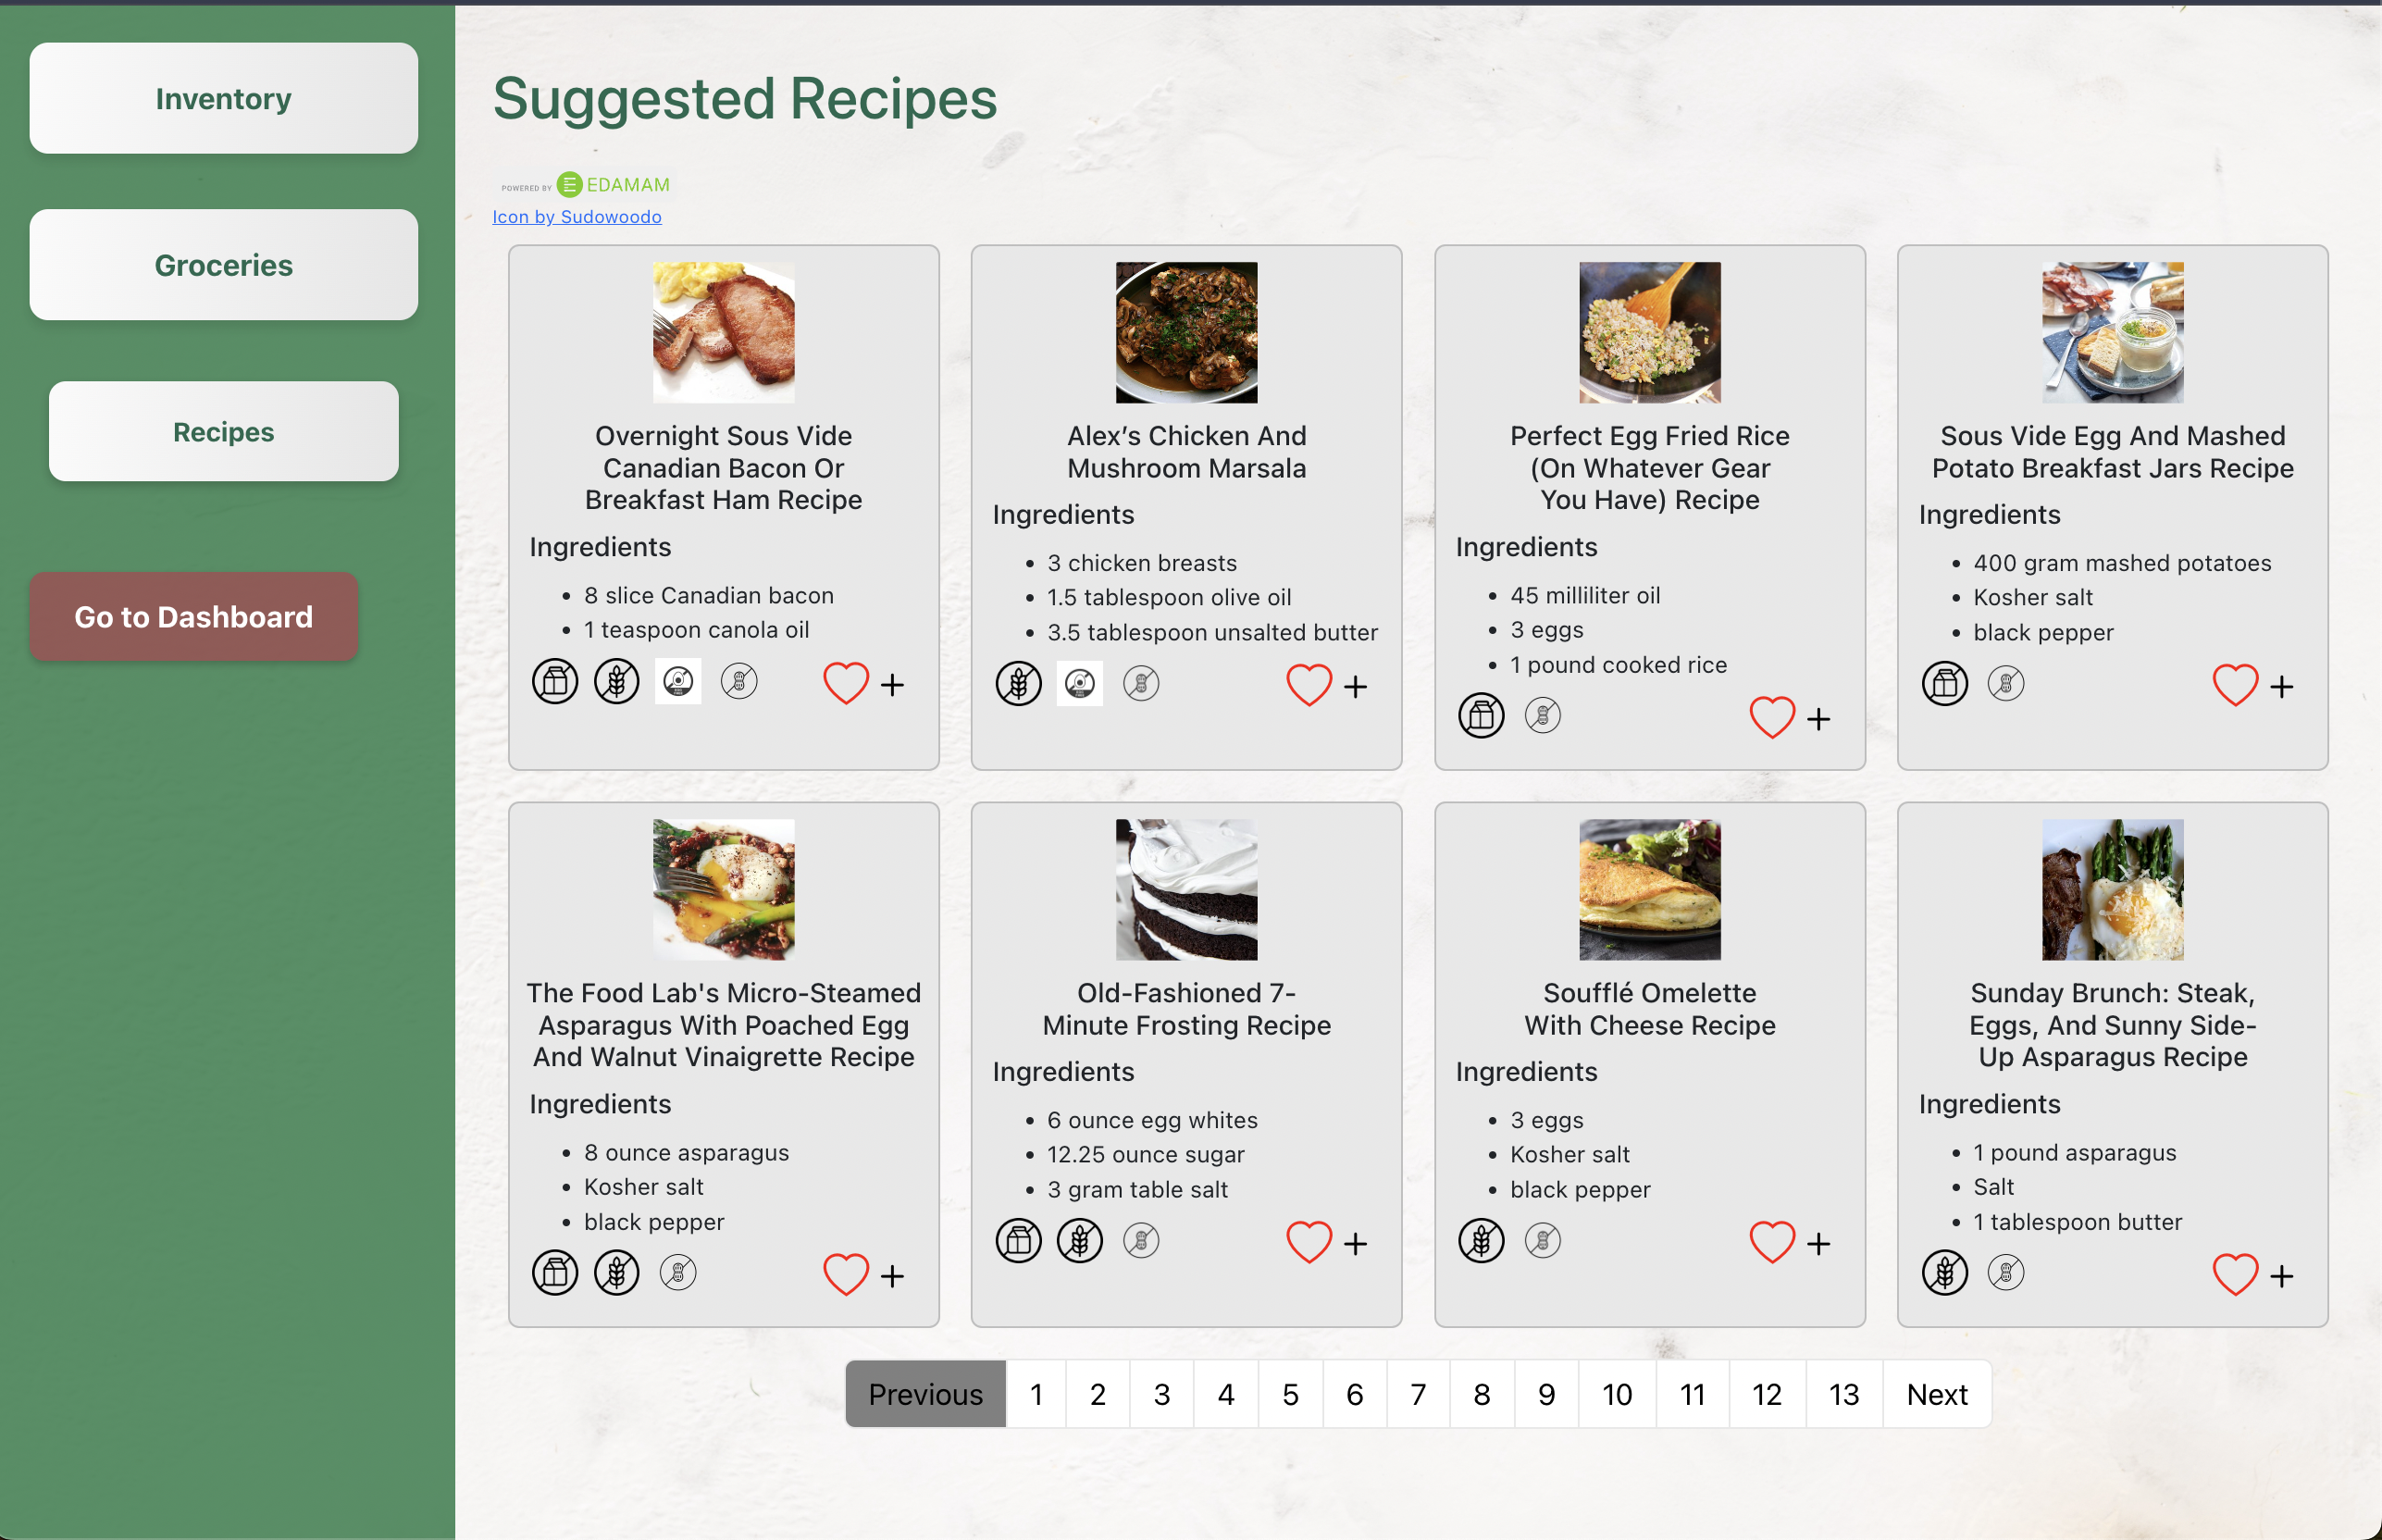 Inventory
Groceries
Recipes
Go to Dashboard
Suggested Recipes
POWERED BY EDAMAM
Icon by Sudowoodo
Overnight Sous Vide
Canadian Bacon Or
Breakfast Ham Recipe
Ingredients
8 slice Canadian bacon
1 teaspoon canola oil
Alex’s Chicken And
Mushroom Marsala
Ingredients
3 chicken breasts
1.5 tablespoon olive oil
3.5 tablespoon unsalted butter
Perfect Egg Fried Rice
(On Whatever Gear
You Have) Recipe
Ingredients
45 milliliter oil
3 eggs
1 pound cooked rice
Sous Vide Egg And Mashed
Potato Breakfast Jars Recipe
Ingredients
400 gram mashed potatoes
Kosher salt
black pepper
The Food Lab's Micro-Steamed
Asparagus With Poached Egg
And Walnut Vinaigrette Recipe
Ingredients
8 ounce asparagus
Kosher salt
black pepper
Old-Fashioned 7-
Minute Frosting Recipe
Ingredients
6 ounce egg whites
12.25 ounce sugar
3 gram table salt
Soufflé Omelette
With Cheese Recipe
Ingredients
3 eggs
Kosher salt
black pepper
Sunday Brunch: Steak,
Eggs, And Sunny Side-
Up Asparagus Recipe
Ingredients
1 pound asparagus
Salt
1 tablespoon butter
Previous 1 2 3 4 5 6 7 8 9 10 11 12 13 Next